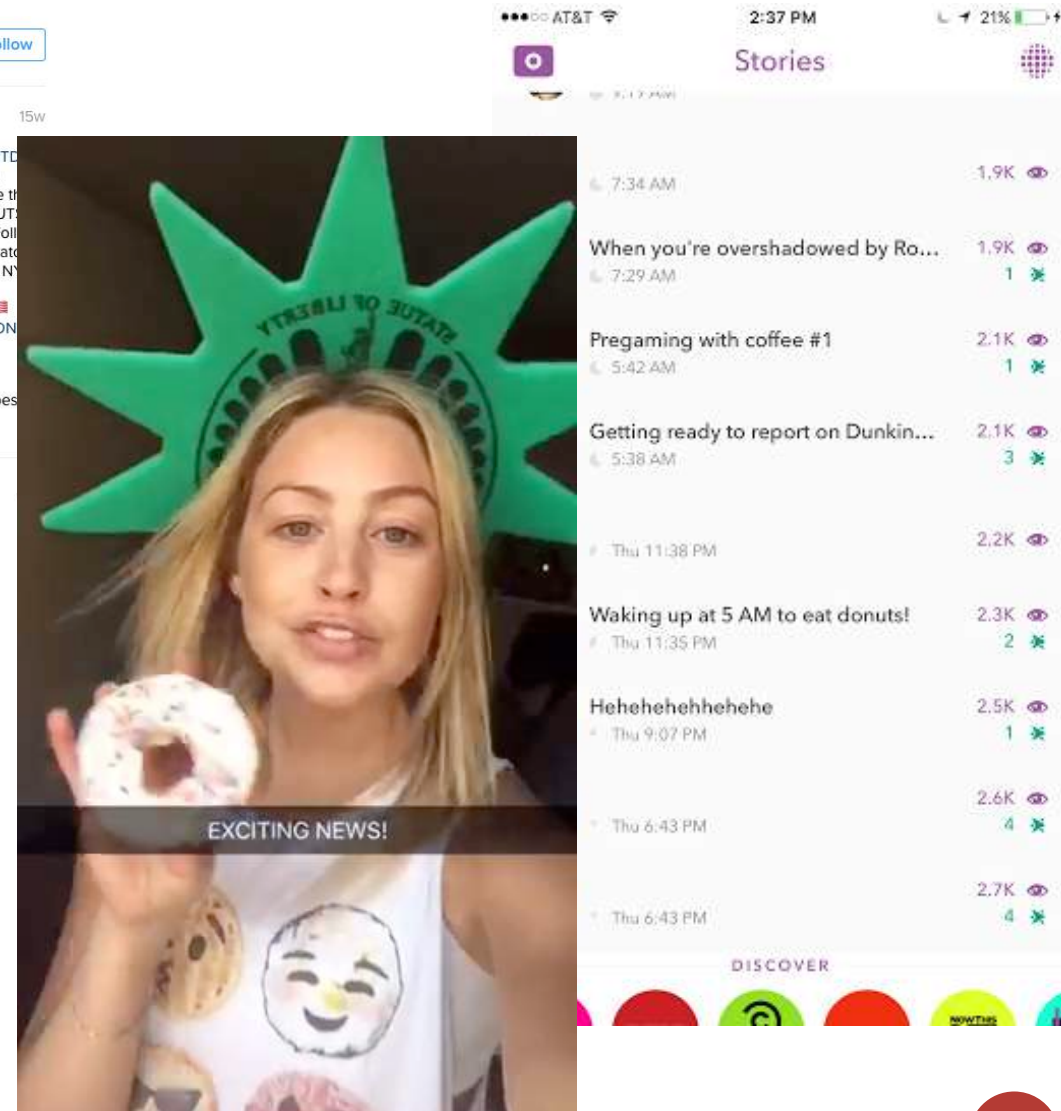 llow
15w
TD
NY
ON
STATUE OF LIBERTY
EXCITING NEWS!
AT&T 2:37 PM 21%
Stories
7:34 AM 1.9K
When you're overshadowed by Ro... 1.9K
7:29 AM 1
Pregaming with coffee #1 2.1K
5:42 AM 1
Getting ready to report on Dunkin... 2.1K
5:38 AM 3
Thu 11:38 PM 2.2K
Waking up at 5 AM to eat donuts! 2.3K
Thu 11:35 PM 2
Hehehehehhehehe 2.5K
Thu 9:07 PM 1
2.6K
Thu 6:43 PM 4
2.7K
Thu 6:43 PM 4
DISCOVER
NOWTHIS